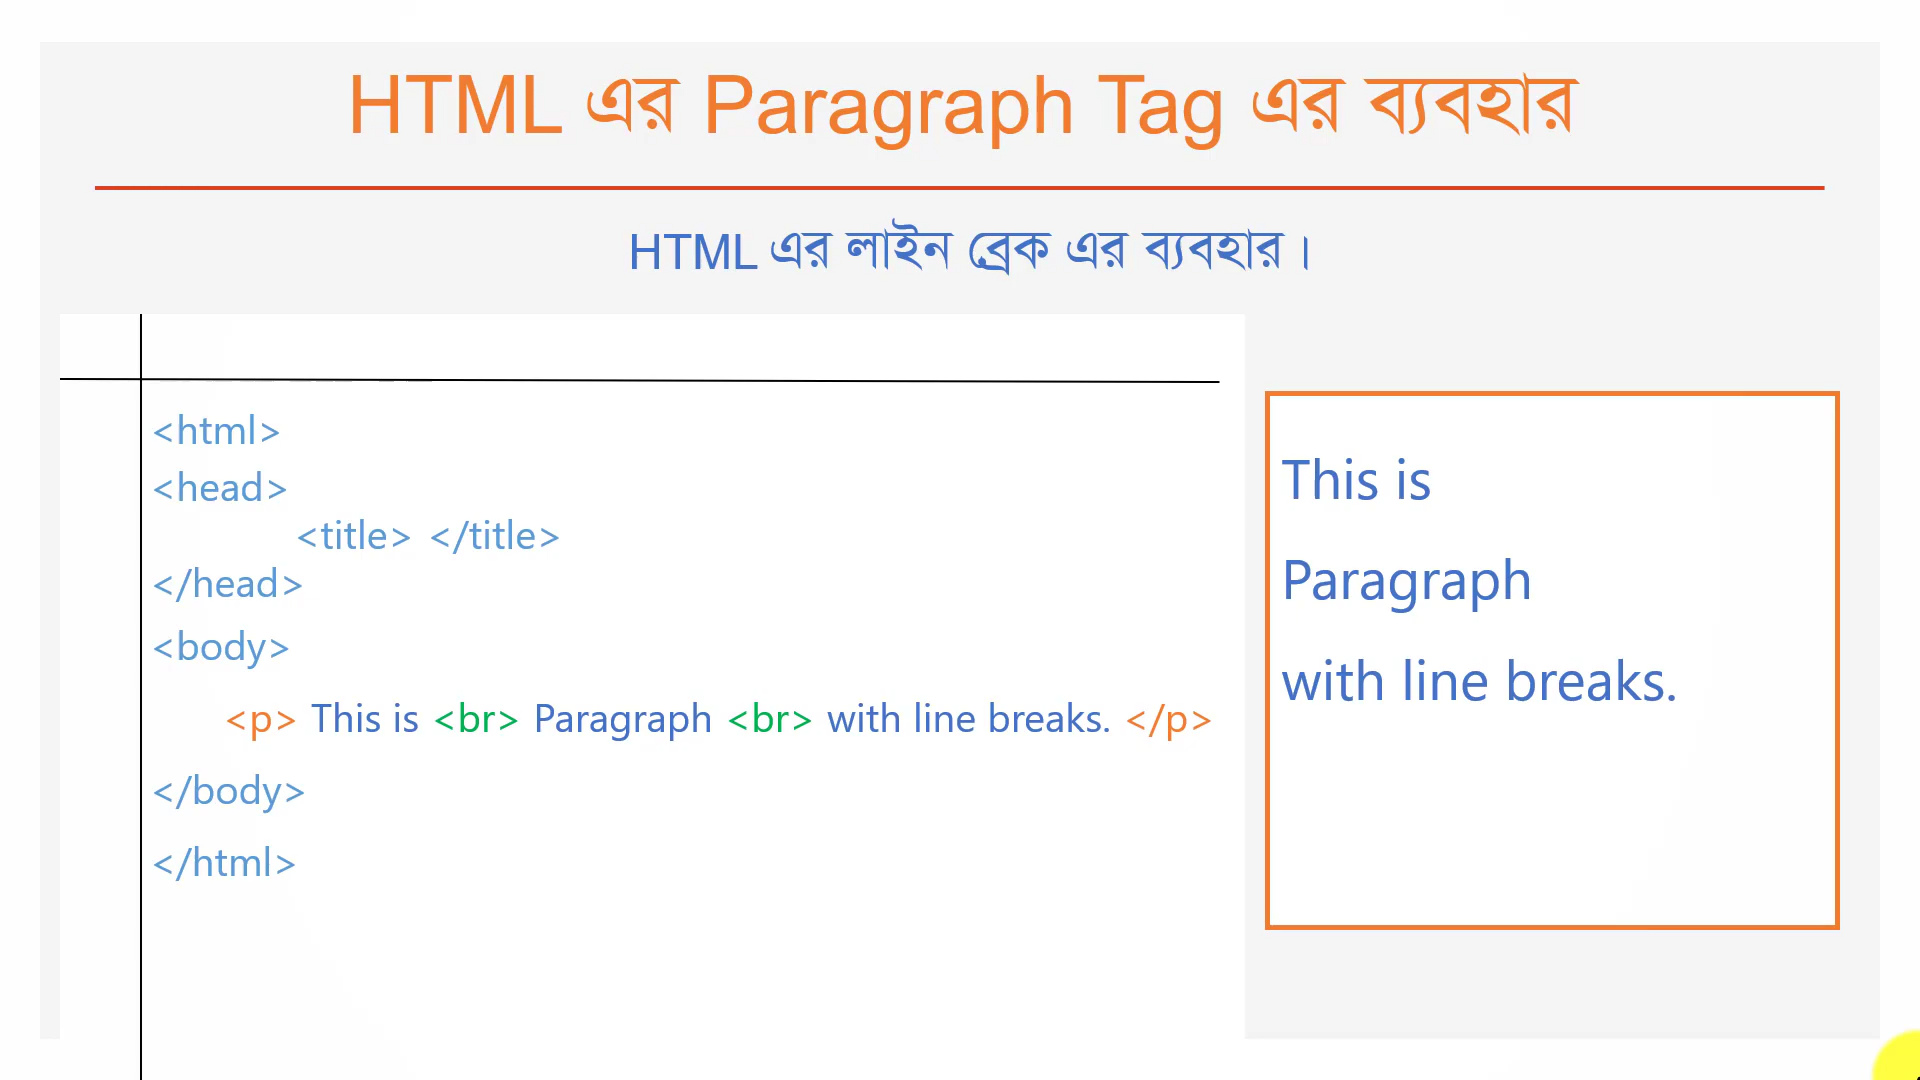 HTML এর Paragraph Tag এর ব্যবহার
HTML এর লাইন ব্রেক এর ব্যবহার।
<html>
<head>
<title> </title>
</head>
<body>
<p> This is <br> Paragraph <br> with line breaks. </p>
</body>
</html>
This is
Paragraph
with line breaks.